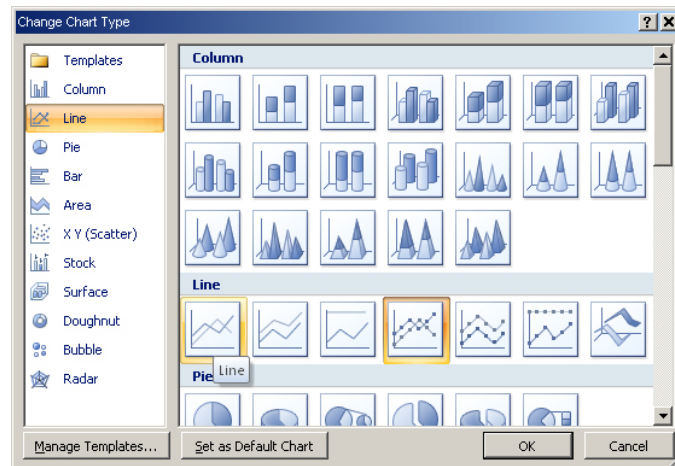 Change Chart Type
Templates
Column
Line
Pie
Bar
Area
X Y (Scatter)
Stock
Surface
Doughnut
Bubble
Radar
Column
Line
Line
Pie
Manage Templates...
Set as Default Chart
OK
Cancel